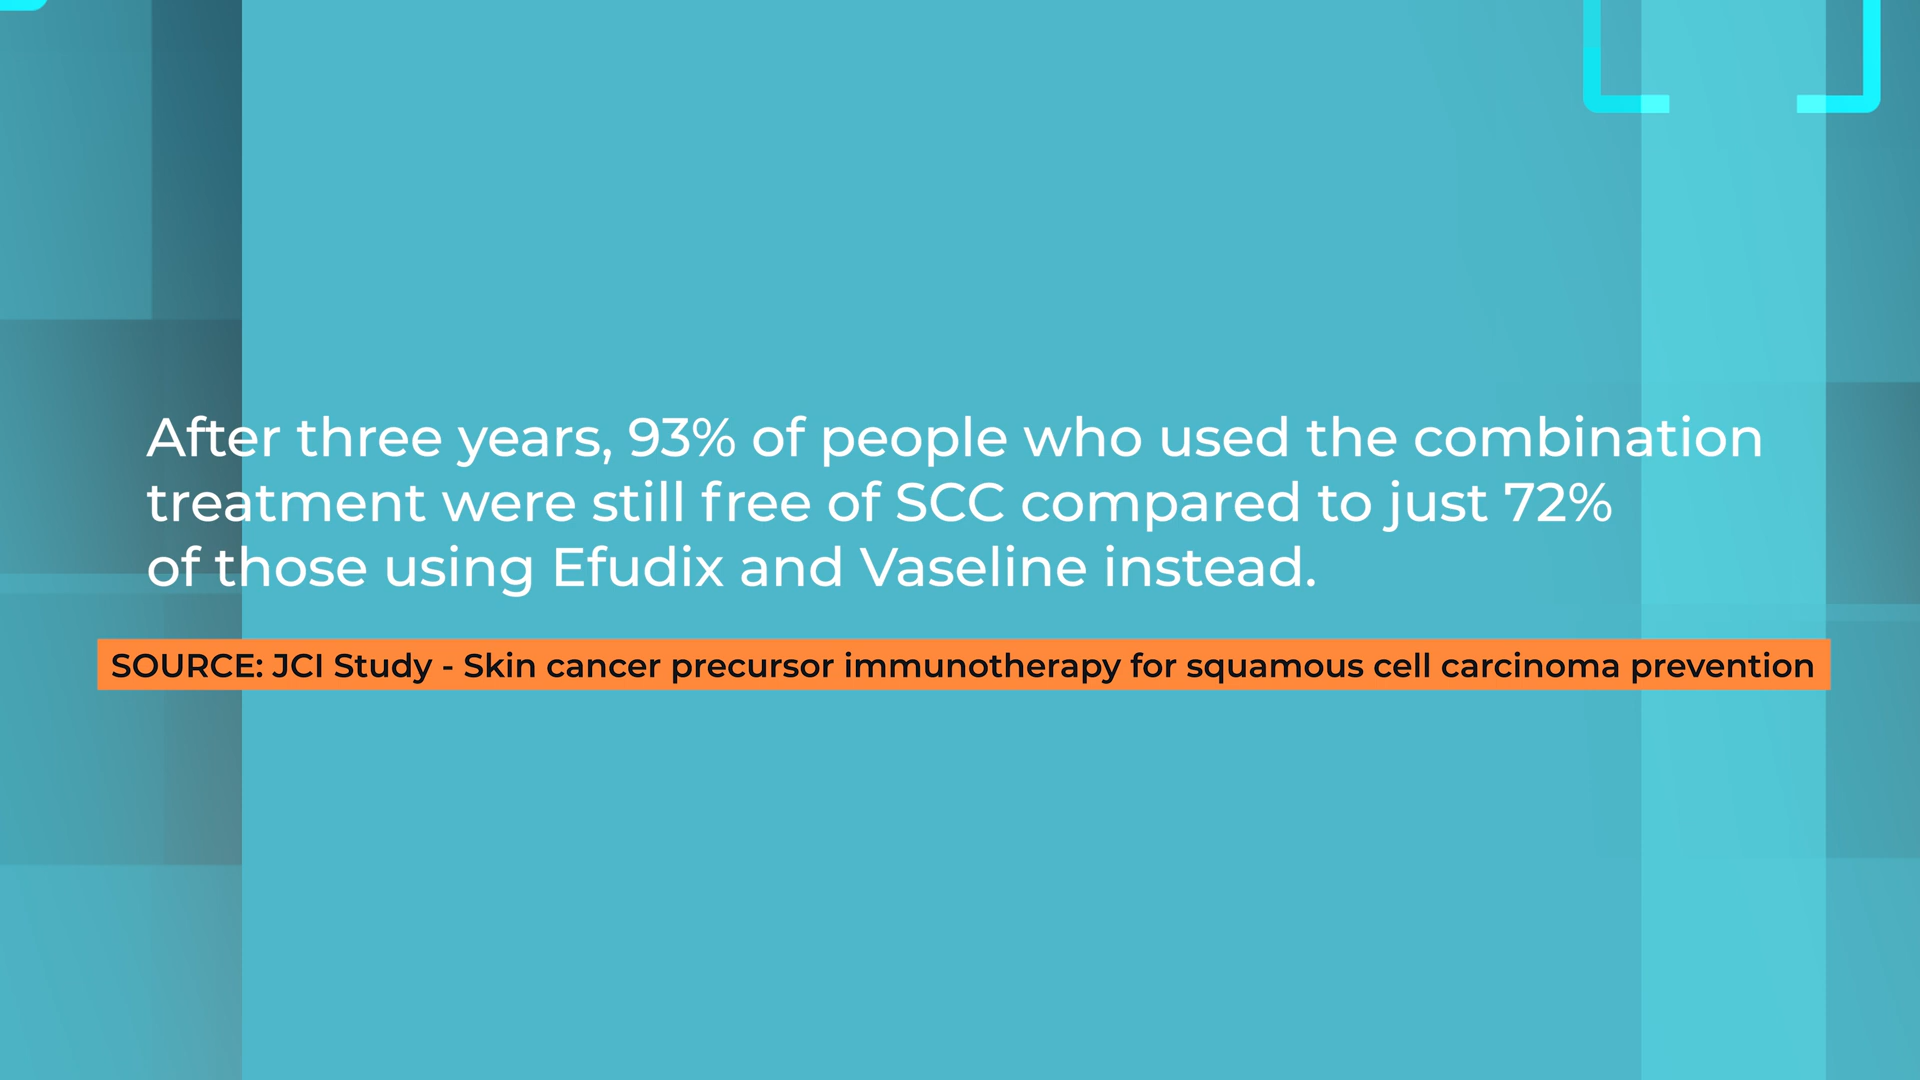 After three years, 93% of people who used the combination
treatment were still free of SCC compared to just 72%
of those using Efudix and Vaseline instead.
SOURCE: JCI Study - Skin cancer precursor immunotherapy for squamous cell carcinoma prevention